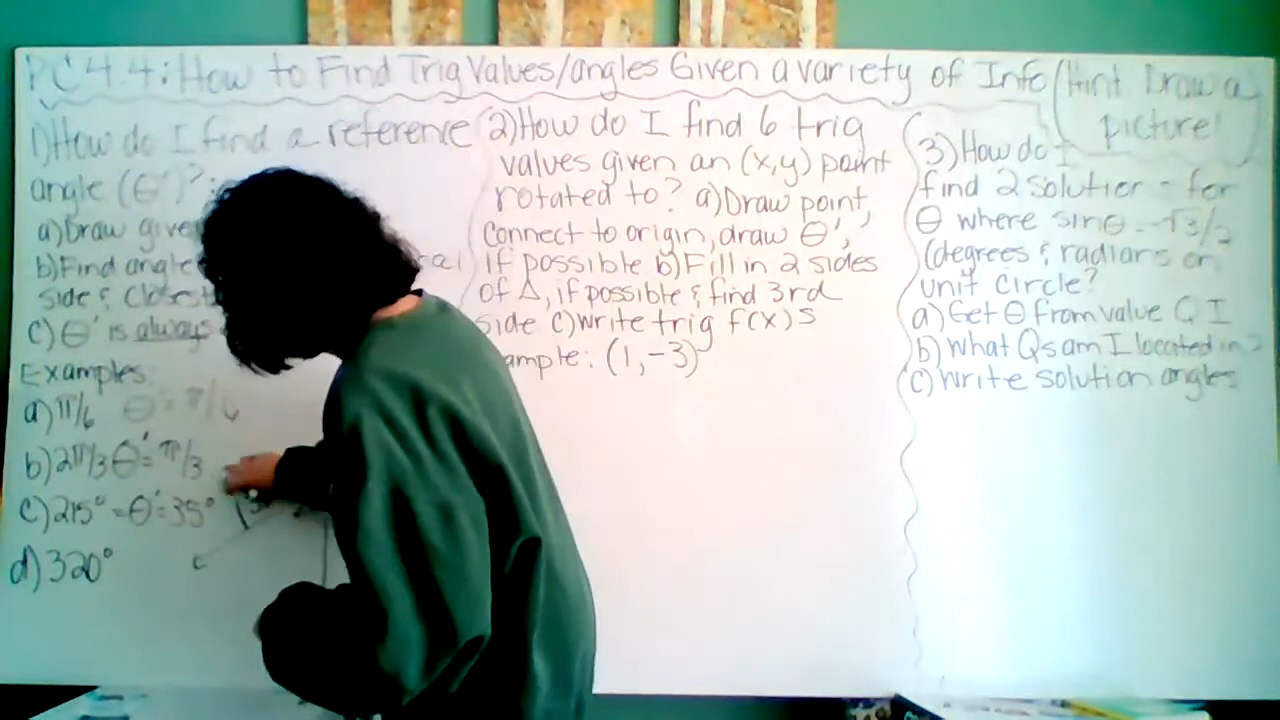 PC 4.4: How to Find Trig Values/angles Given a variety of Info (Hint Draw a picture!
1) How do I find a reference
angle (θ')?:
a) Draw given
b) Find angle
side & closest
c) θ' is always
Examples:
a) π/6 θ' = π/6
b) 2π/3 θ' = π/3
c) 215° = θ' = 35°
d) 320°
2) How do I find 6 trig
values given an (x,y) point
rotated to? a) Draw point,
connect to origin, draw θ',
if possible b) Fill in 2 sides
of Δ, if possible & find 3rd
side c) write trig f(x)s
ample: (1,-3)
3) How do I
find 2 solution s for
θ where sinθ = -√3/2
(degrees & radians on
unit circle?
a) Get θ from value Q I
b) What Qs am I located in?
c) Write solution angles